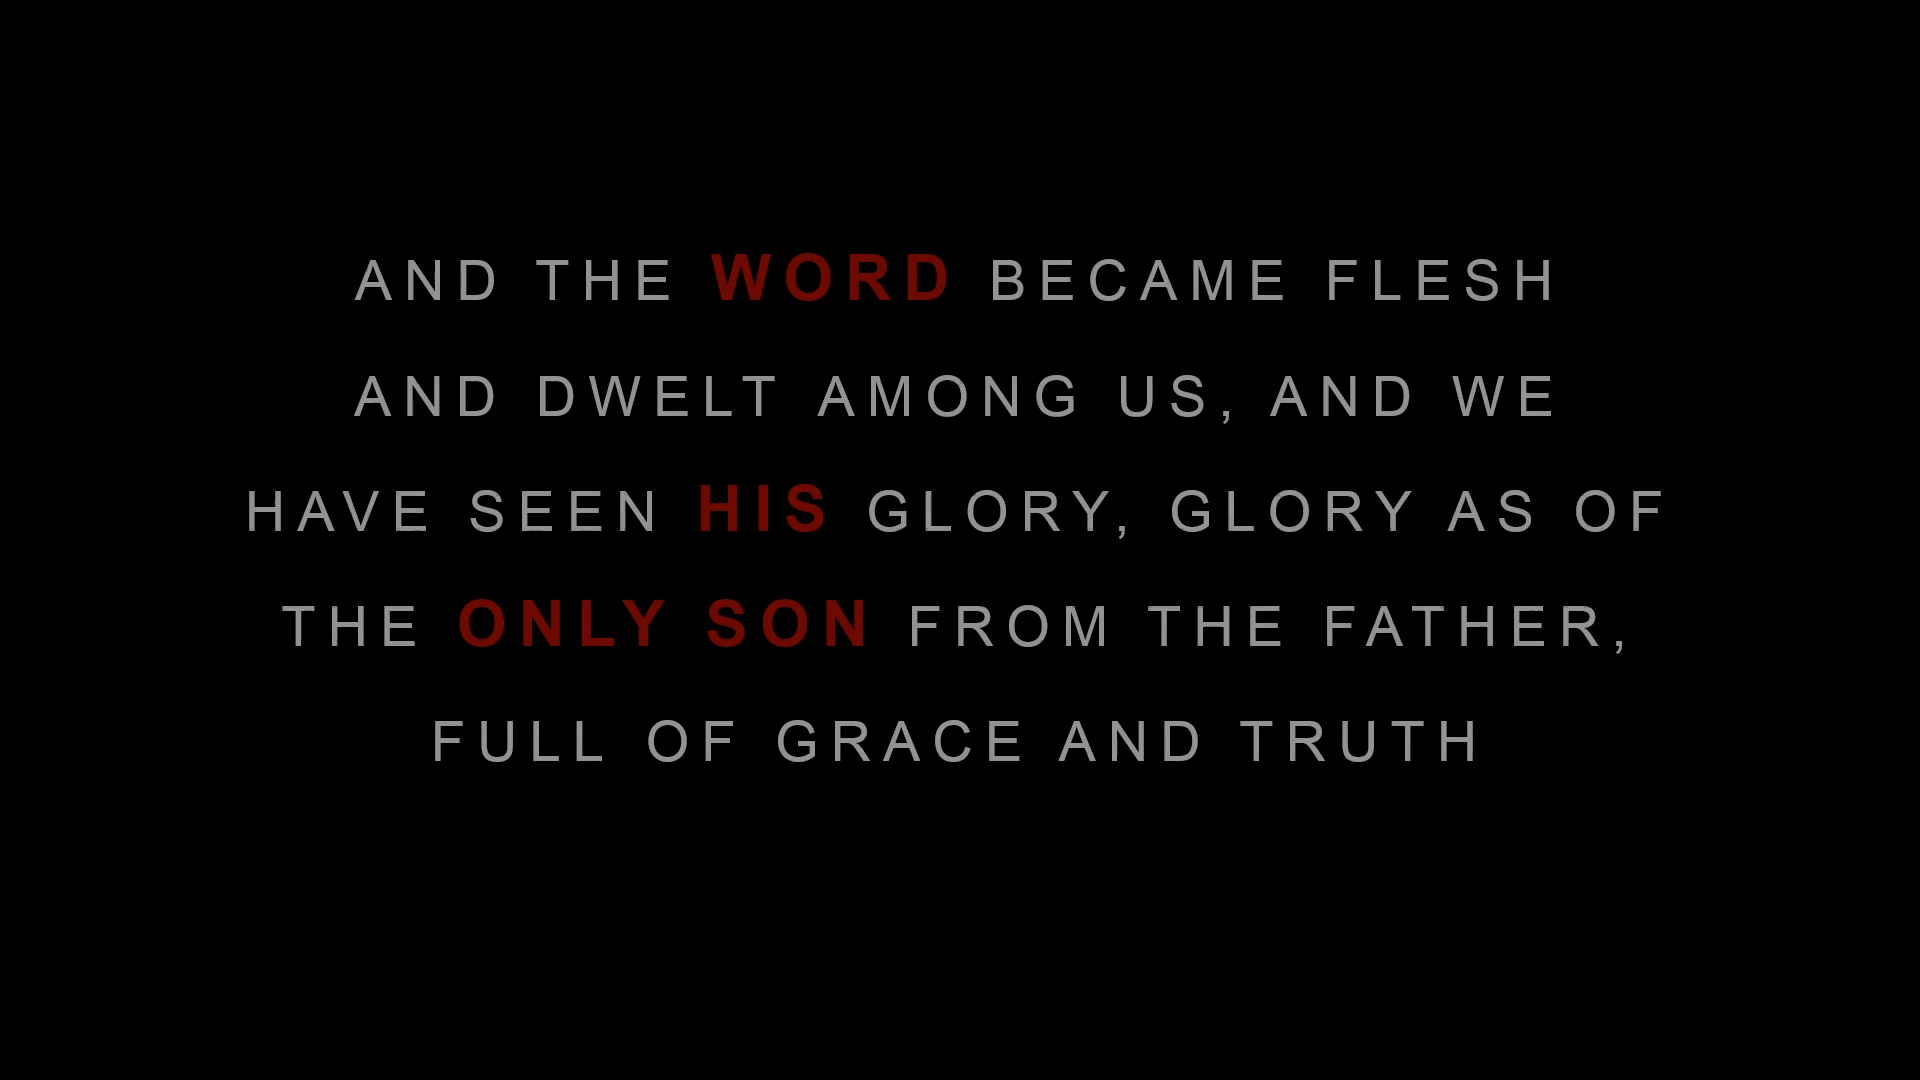 AND THE WORD BECAME FLESH
AND DWELT AMONG US, AND WE
HAVE SEEN HIS GLORY, GLORY AS OF
THE ONLY SON FROM THE FATHER,
FULL OF GRACE AND TRUTH